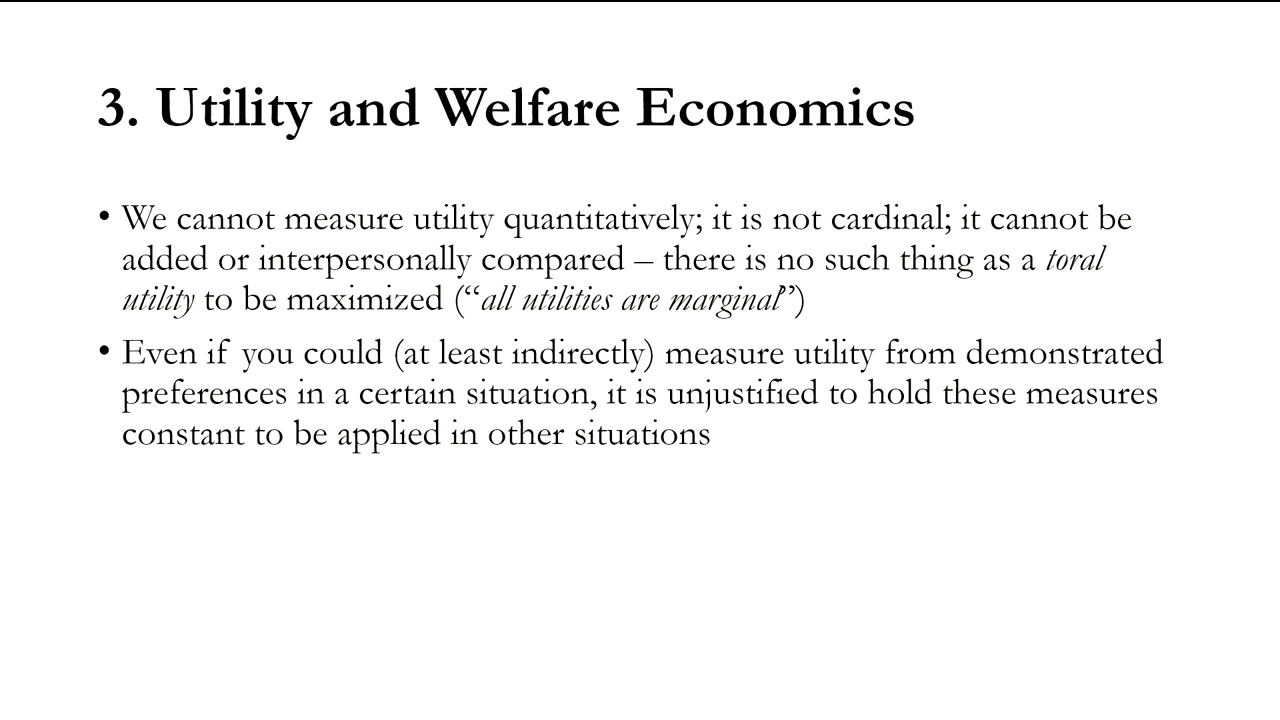 3. Utility and Welfare Economics
• We cannot measure utility quantitatively; it is not cardinal; it cannot be
added or interpersonally compared – there is no such thing as a toral
utility to be maximized (“all utilities are marginal”)
• Even if you could (at least indirectly) measure utility from demonstrated
preferences in a certain situation, it is unjustified to hold these measures
constant to be applied in other situations